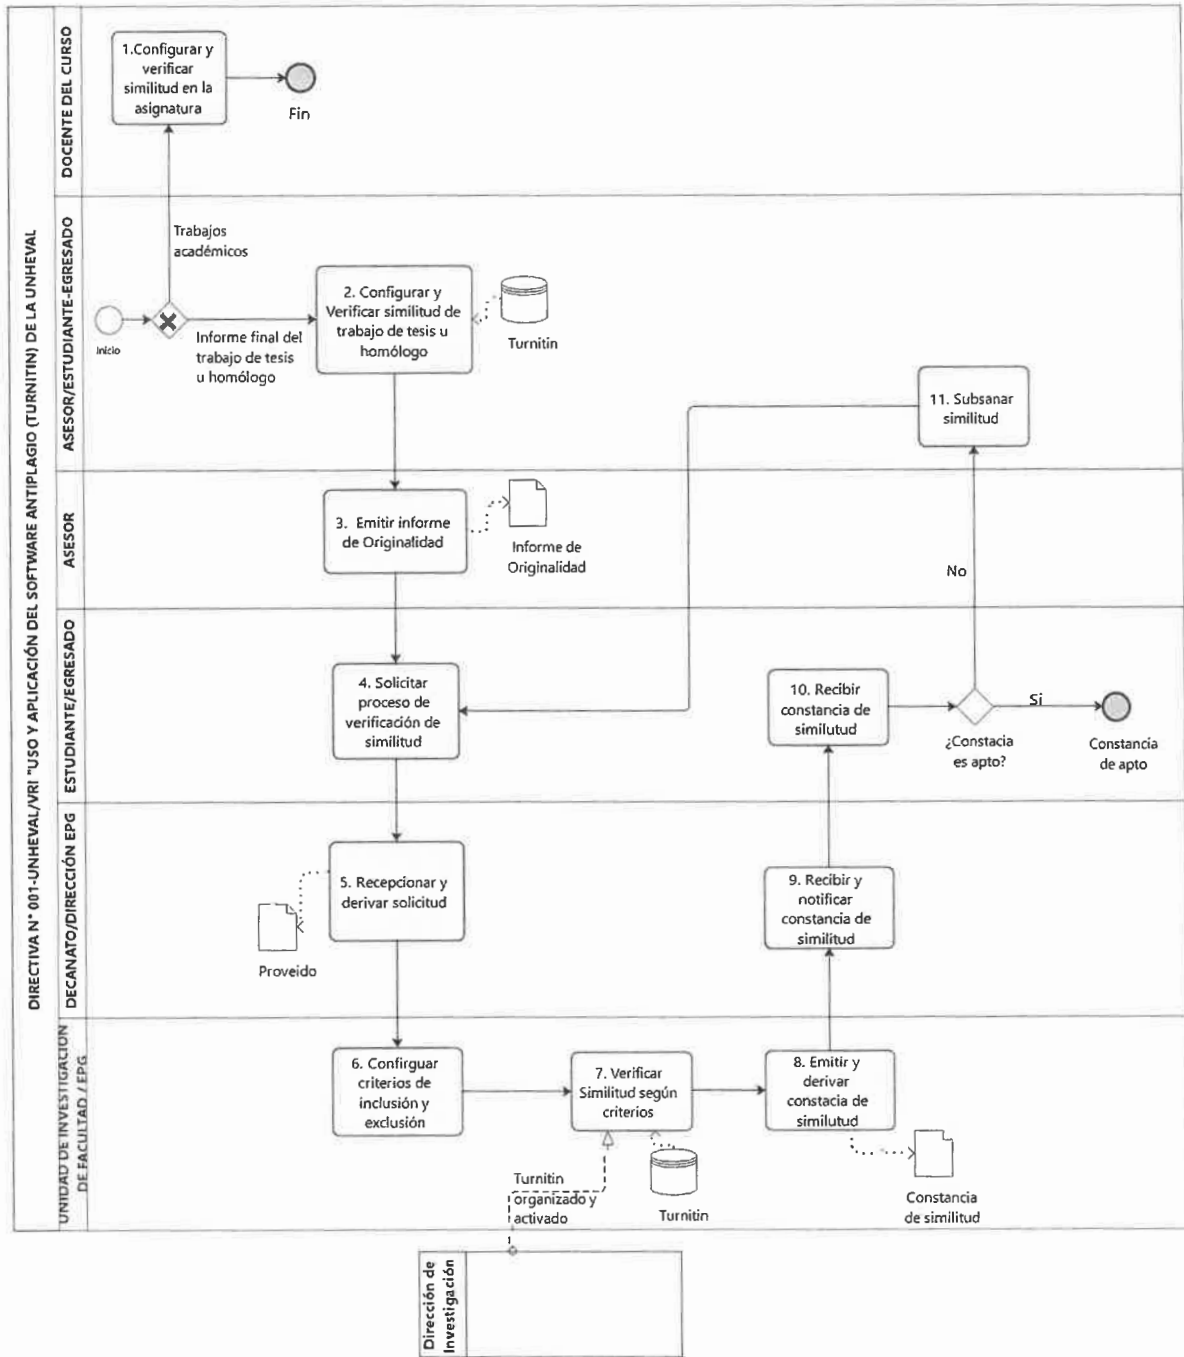 DIRECTIVA N° 001-UNHEVAL/VRI "USO Y APLICACIÓN DEL SOFTWARE ANTIPLAGIO (TURNITIN) DE LA UNHEVAL
DOCENTE DEL CURSO
1.Configurar y
verificar
similitud en la
asignatura
Fin
ASESOR/ESTUDIANTE-EGRESADO
Trabajos
académicos
Inicio
Informe final del
trabajo de tesis
u homólogo
2. Configurar y
Verificar similitud de
trabajo de tesis u
homólogo
Turnitin
11. Subsanar
similitud
ASESOR
3. Emitir informe
de Originalidad
Informe de
Originalidad
No
ESTUDIANTE/EGRESADO
4. Solicitar
proceso de
verificación de
similitud
10. Recibir
constancia de
similutud
¿Constacia
es apto?
Si
Constancia
de apto
DECANATO/DIRECCIÓN EPG
5. Recepcionar y
derivar solicitud
Proveido
9. Recibir y
notificar
constancia de
similitud
UNIDAD DE INVESTIGACIÓN
DE FACULTAD / EPG
6. Confirguar
criterios de
inclusión y
exclusión
7. Verificar
Similitud según
criterios
8. Emitir y
derivar
constacia de
similutud
Turnitin
organizado y
activado
Turnitin
Constancia
de similitud
Dirección de
Investigación